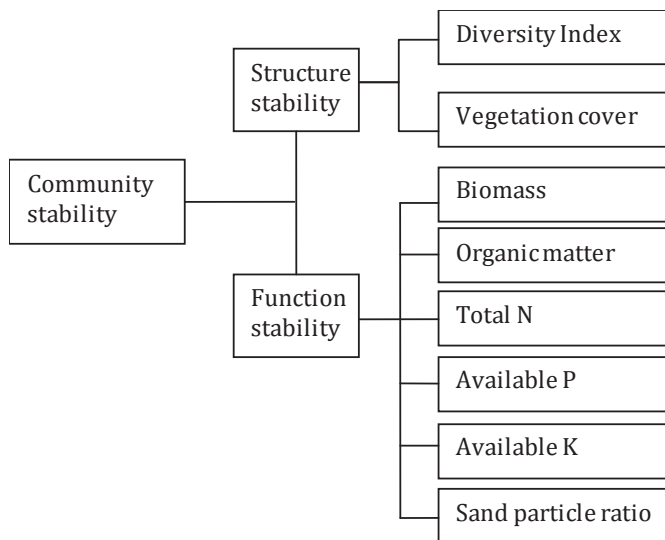 Community
stability
Structure
stability
Diversity Index
Vegetation cover
Function
stability
Biomass
Organic matter
Total N
Available P
Available K
Sand particle ratio